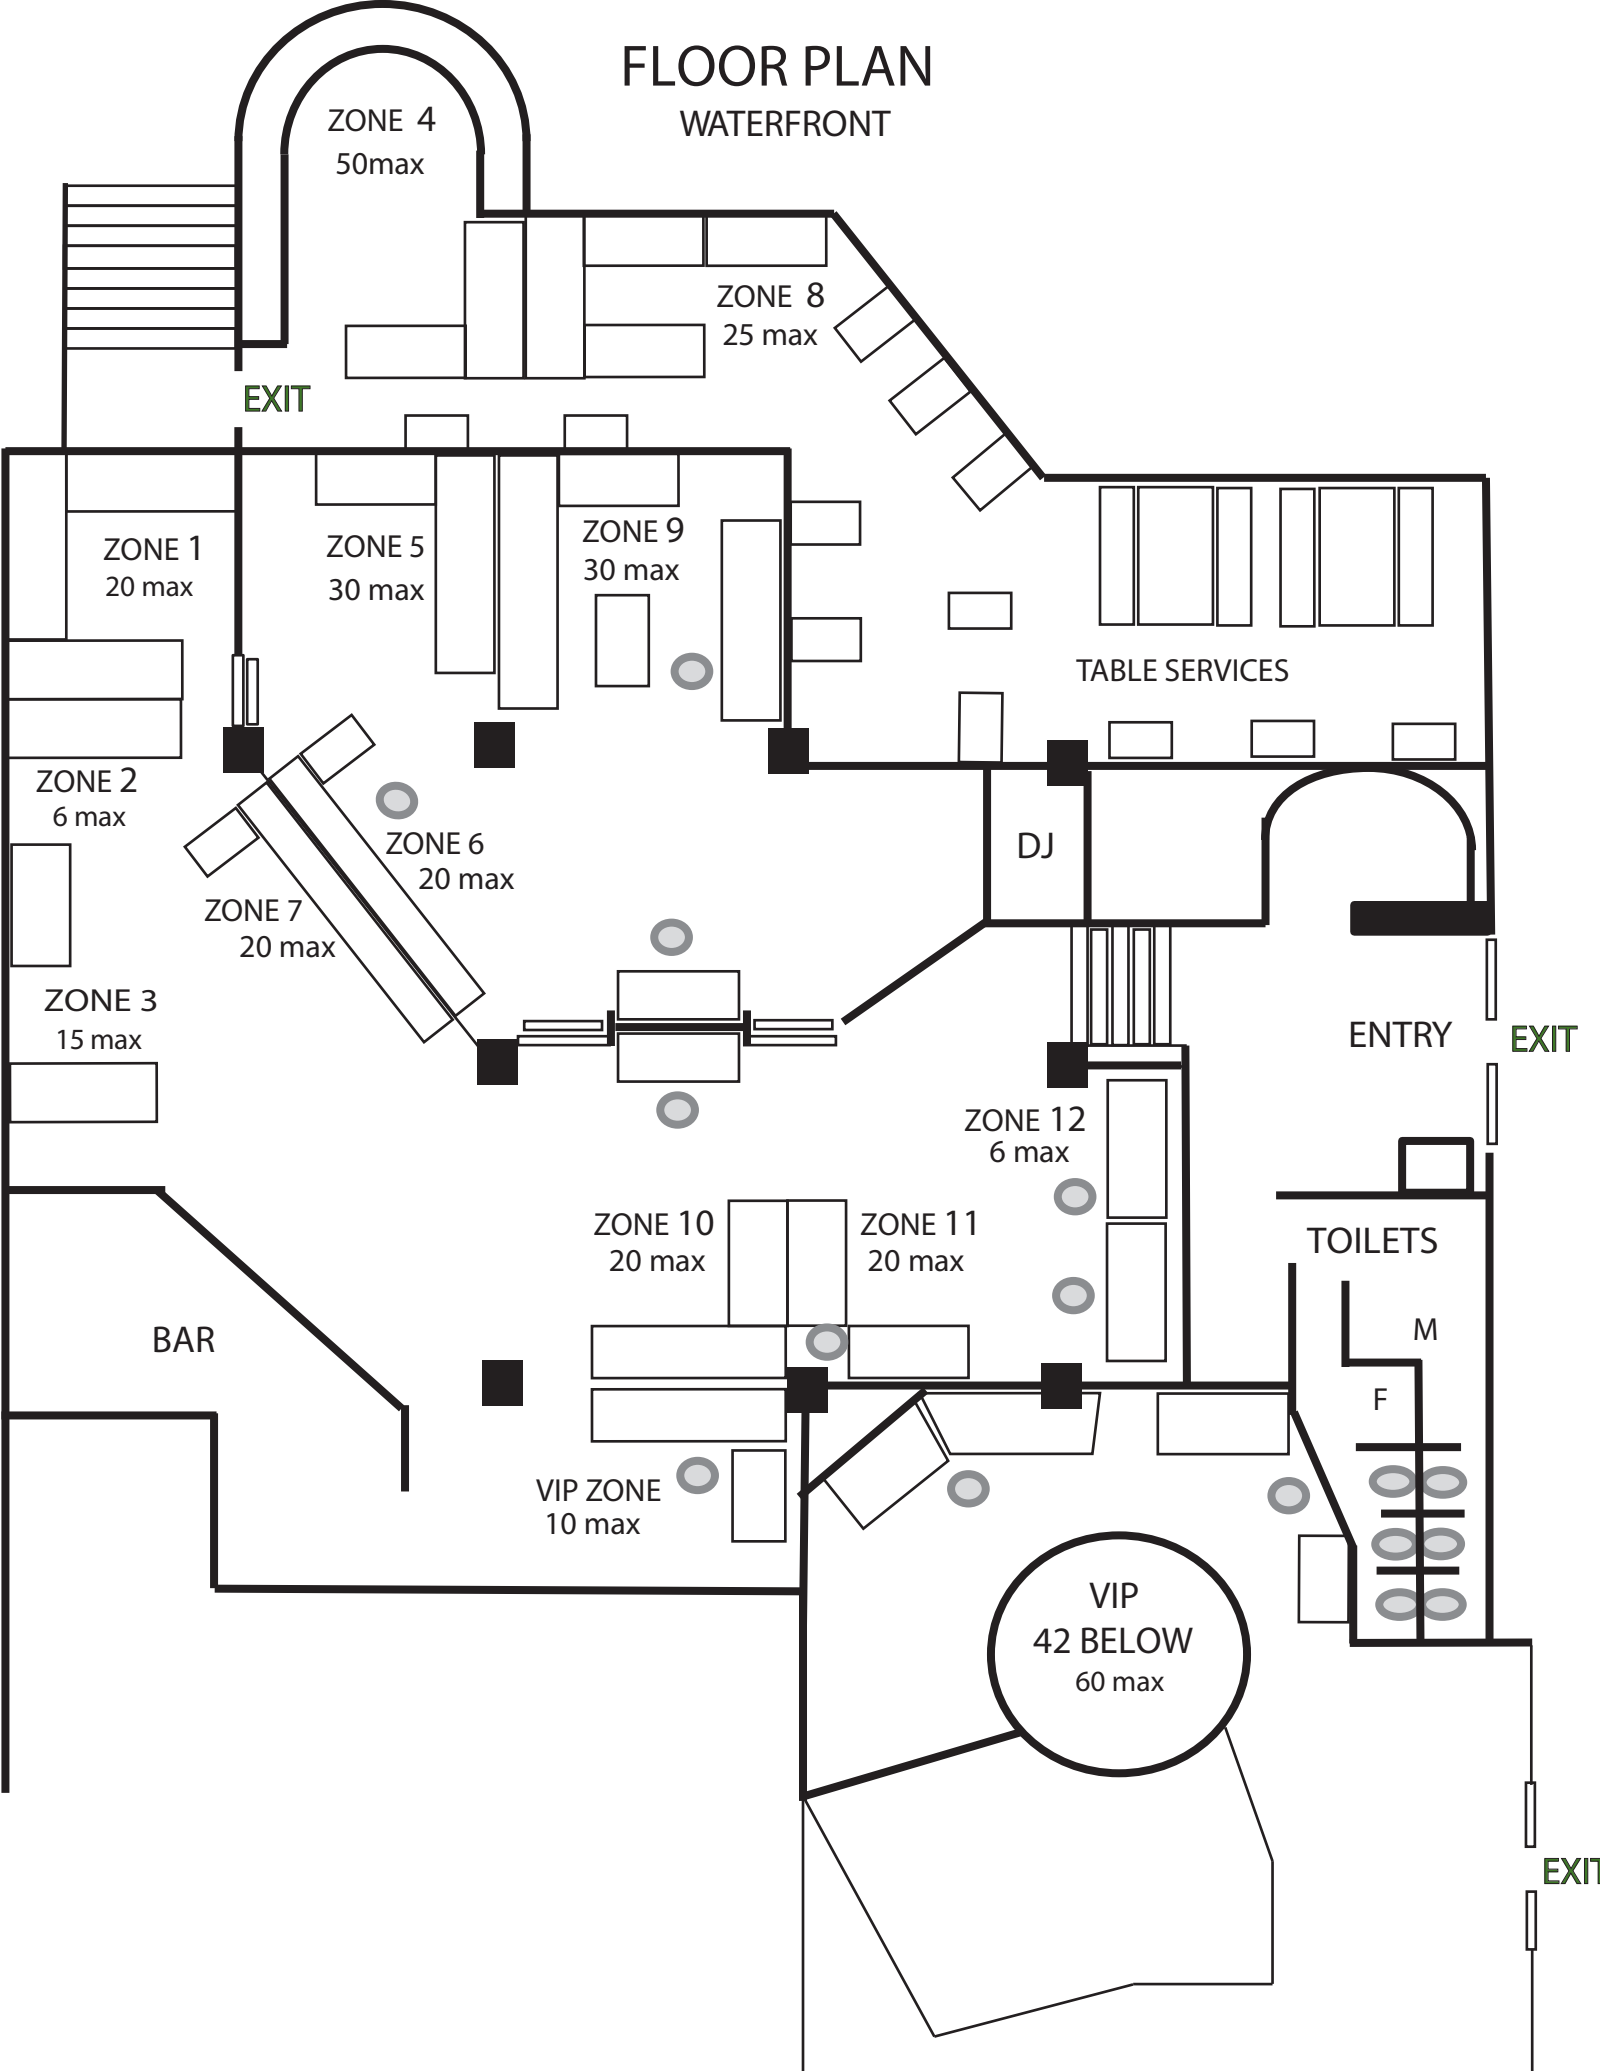 FLOOR PLAN
WATERFRONT
ZONE 4
50max
ZONE 8
25 max
EXIT
ZONE 1
20 max
ZONE 5
30 max
ZONE 9
30 max
TABLE SERVICES
ZONE 2
6 max
ZONE 6
20 max
DJ
ZONE 7
20 max
ZONE 3
15 max
ENTRY
EXIT
ZONE 12
6 max
ZONE 10
20 max
ZONE 11
20 max
TOILETS
BAR
M
F
VIP ZONE
10 max
VIP
42 BELOW
60 max
EXIT